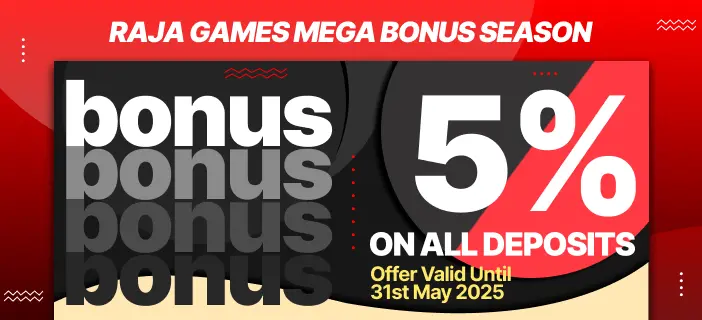 RAJA GAMES MEGA BONUS SEASON
bonus
bonus
bonus
bonus
5%
ON ALL DEPOSITS
Offer Valid Until
31st May 2025